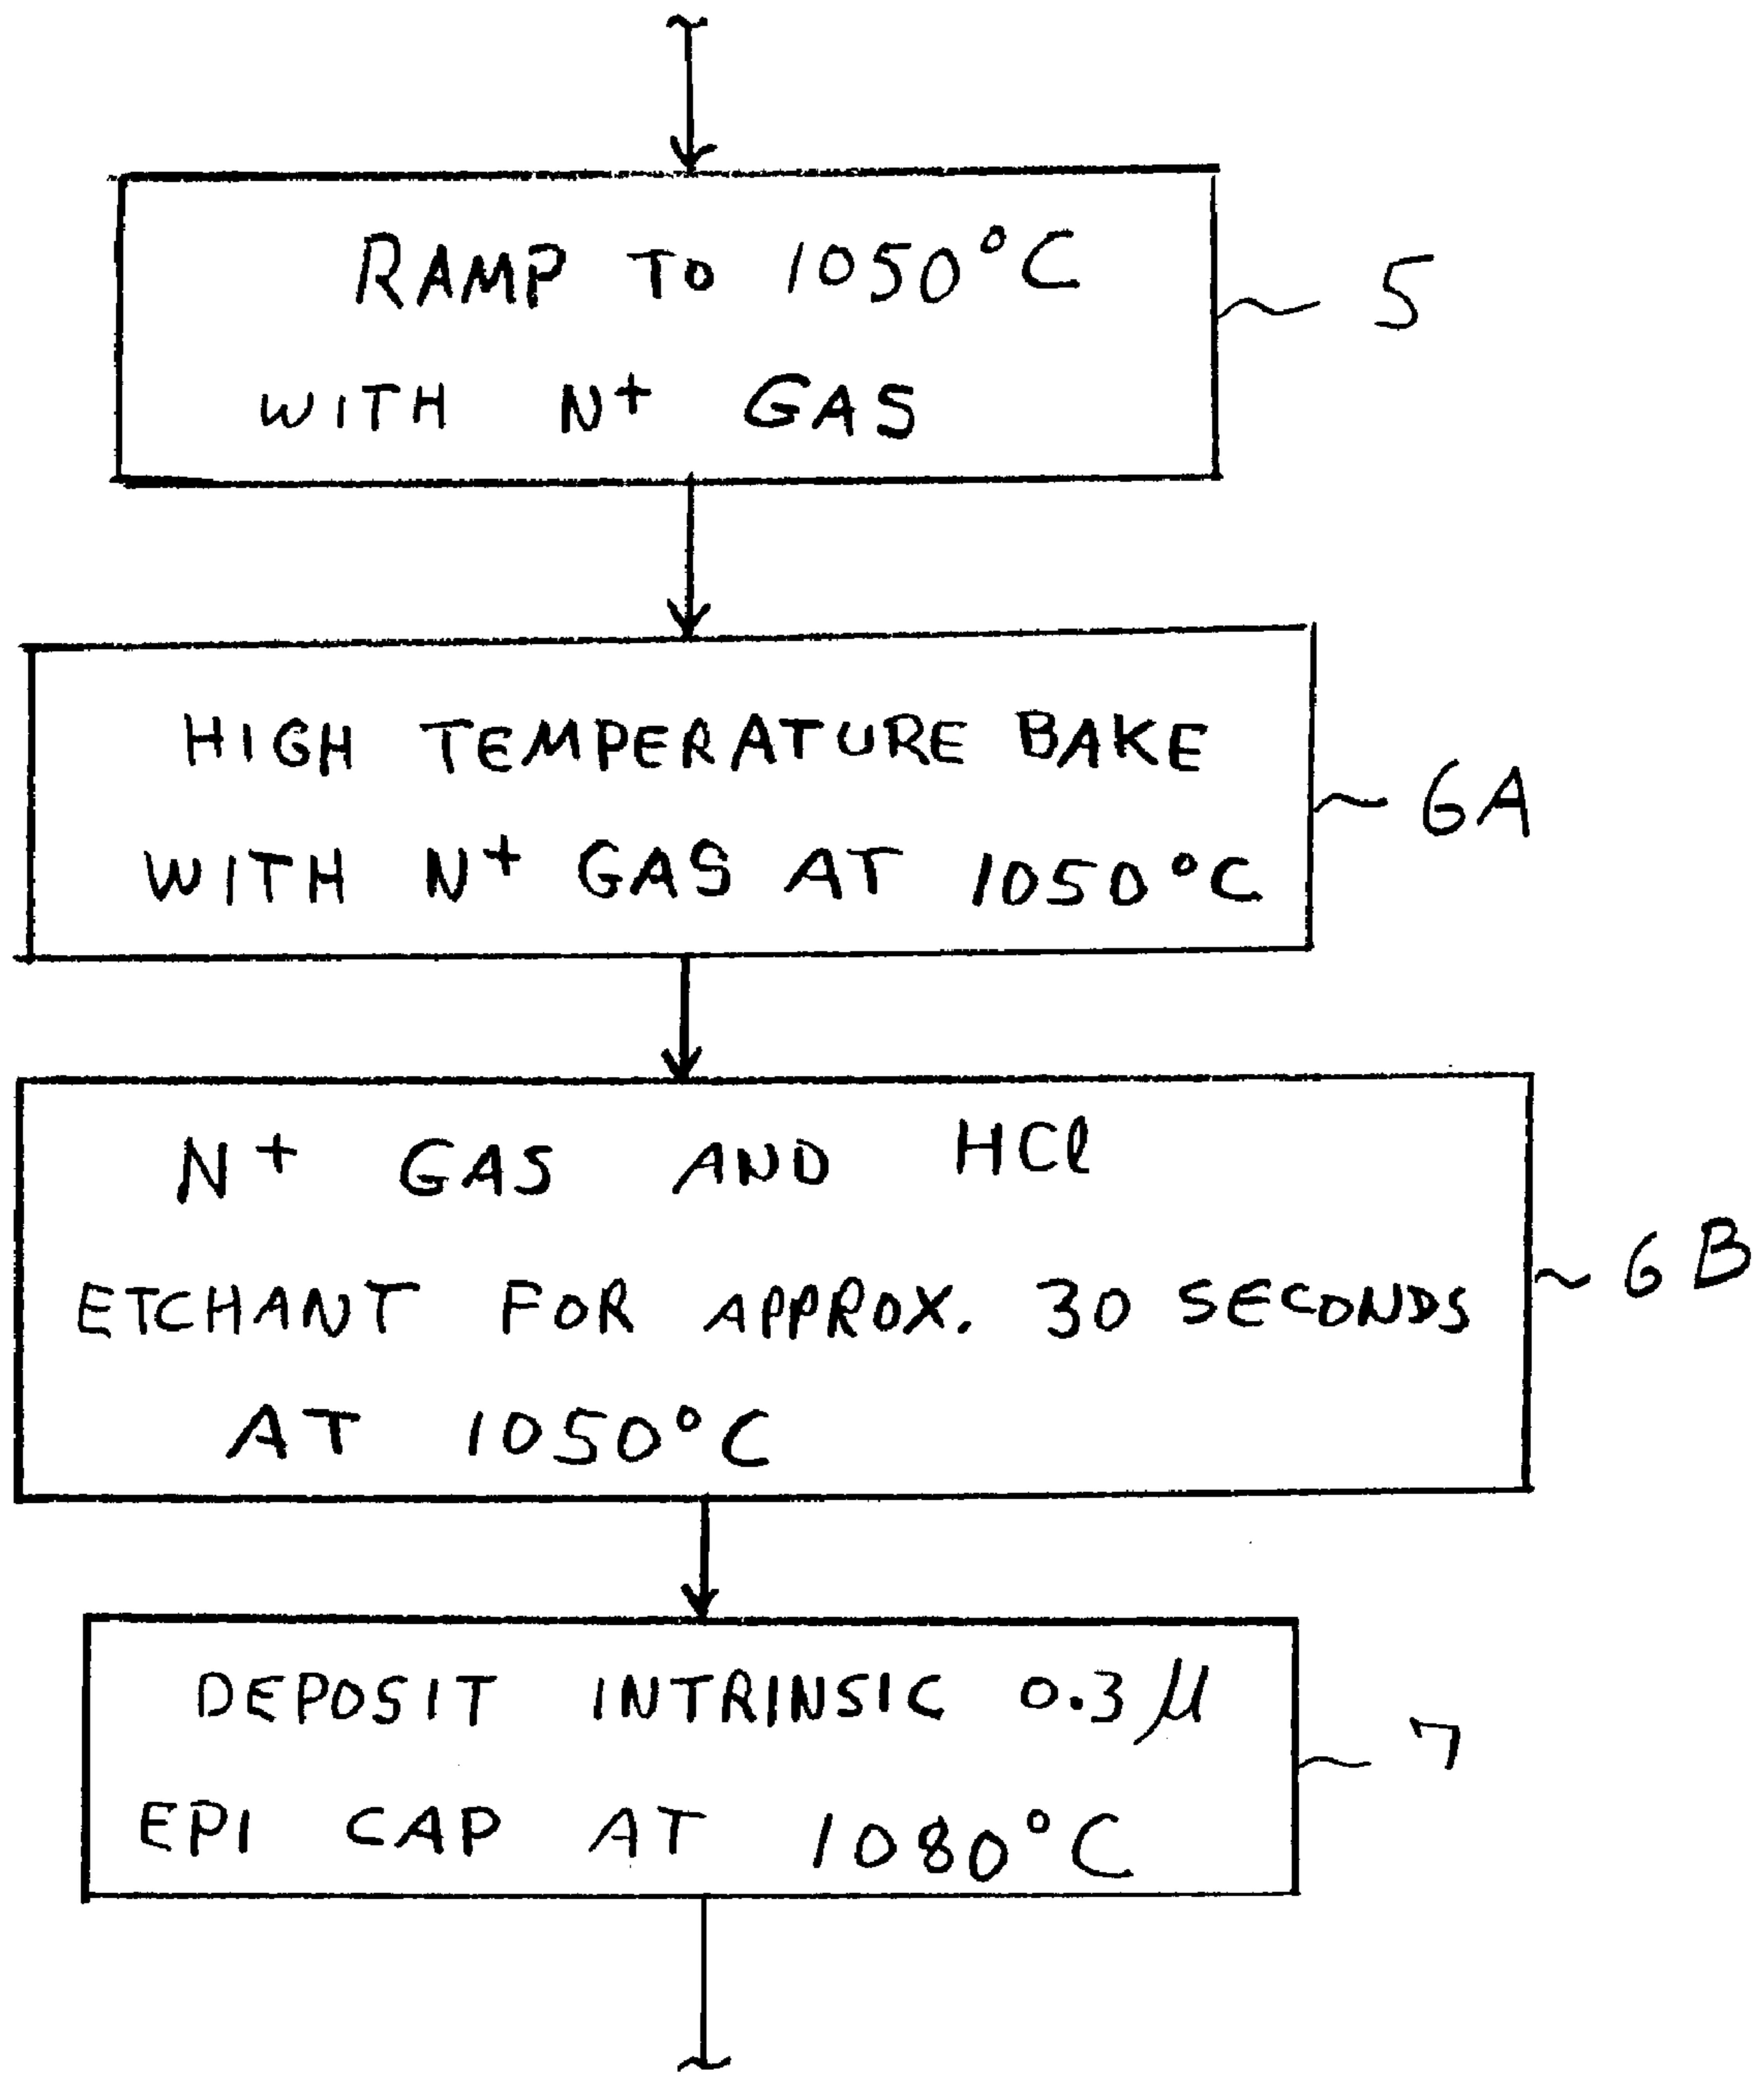 RAMP TO 1050°C
WITH N+ GAS
5
HIGH TEMPERATURE BAKE
WITH N+ GAS AT 1050°C
6A
N+ GAS AND HCl
ETCHANT FOR APPROX. 30 SECONDS
AT 1050°C
6B
DEPOSIT INTRINSIC 0.3μ
EPI CAP AT 1080°C
7